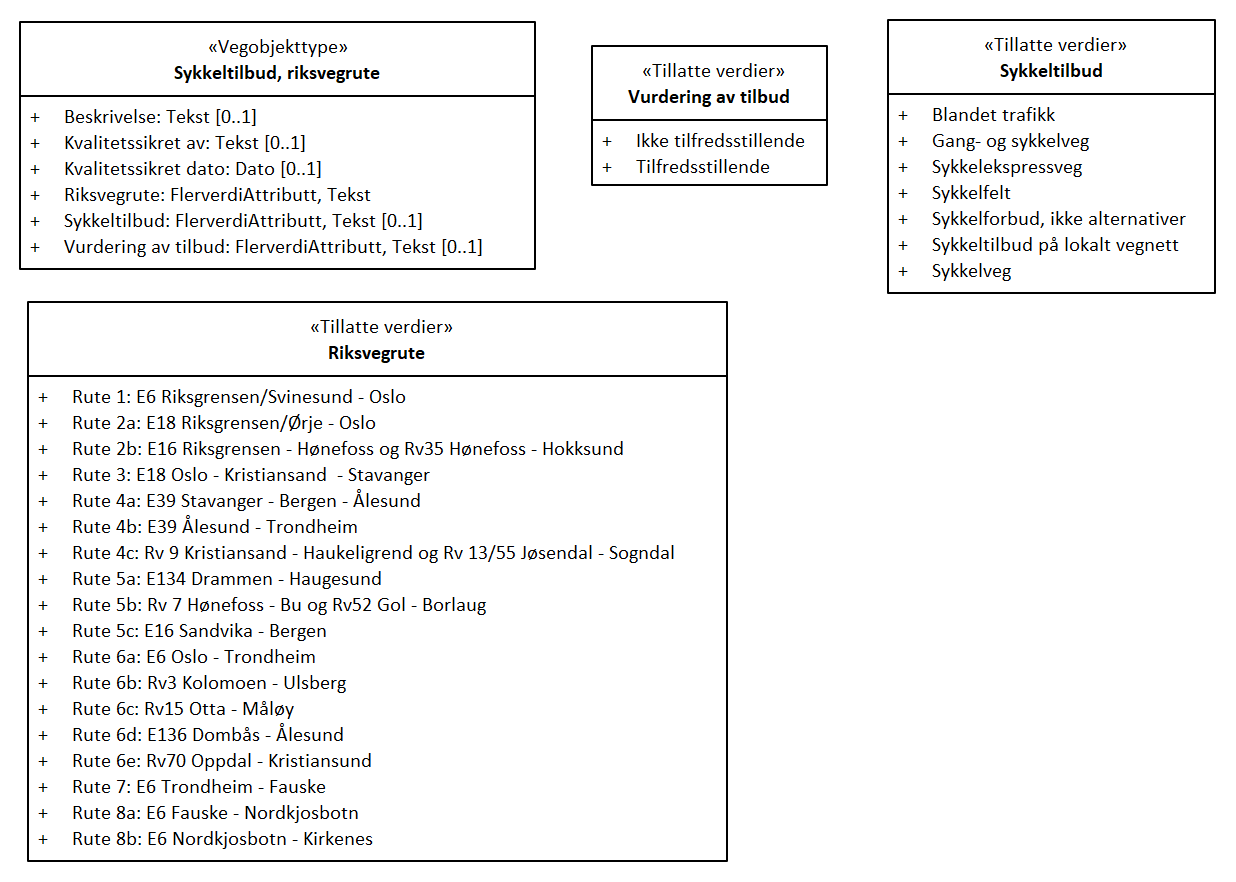 «Vegobjekttype»
Sykkeltilbud, riksvegrute
+ Beskrivelse: Tekst [0..1]
+ Kvalitetssikret av: Tekst [0..1]
+ Kvalitetssikret dato: Dato [0..1]
+ Riksvegrute: FlerverdiAttributt, Tekst
+ Sykkeltilbud: FlerverdiAttributt, Tekst [0..1]
+ Vurdering av tilbud: FlerverdiAttributt, Tekst [0..1]
«Tillatte verdier»
Vurdering av tilbud
+ Ikke tilfredsstillende
+ Tilfredsstillende
«Tillatte verdier»
Sykkeltilbud
+ Blandet trafikk
+ Gang- og sykkelveg
+ Sykkelekspressveg
+ Sykkelfelt
+ Sykkelforbud, ikke alternativer
+ Sykkeltilbud på lokalt vegnett
+ Sykkelveg
«Tillatte verdier»
Riksvegrute
+ Rute 1: E6 Riksgrensen/Svinesund - Oslo
+ Rute 2a: E18 Riksgrensen/Ørje - Oslo
+ Rute 2b: E16 Riksgrensen - Hønefoss og Rv35 Hønefoss - Hokksund
+ Rute 3: E18 Oslo - Kristiansand  - Stavanger
+ Rute 4a: E39 Stavanger - Bergen - Ålesund
+ Rute 4b: E39 Ålesund - Trondheim
+ Rute 4c: Rv 9 Kristiansand - Haukeligrend og Rv 13/55 Jøsendal - Sogndal
+ Rute 5a: E134 Drammen - Haugesund
+ Rute 5b: Rv 7 Hønefoss - Bu og Rv52 Gol - Borlaug
+ Rute 5c: E16 Sandvika - Bergen
+ Rute 6a: E6 Oslo - Trondheim
+ Rute 6b: Rv3 Kolomoen - Ulsberg
+ Rute 6c: Rv15 Otta - Måløy
+ Rute 6d: E136 Dombås - Ålesund
+ Rute 6e: Rv70 Oppdal - Kristiansund
+ Rute 7: E6 Trondheim - Fauske
+ Rute 8a: E6 Fauske - Nordkjosbotn
+ Rute 8b: E6 Nordkjosbotn - Kirkenes